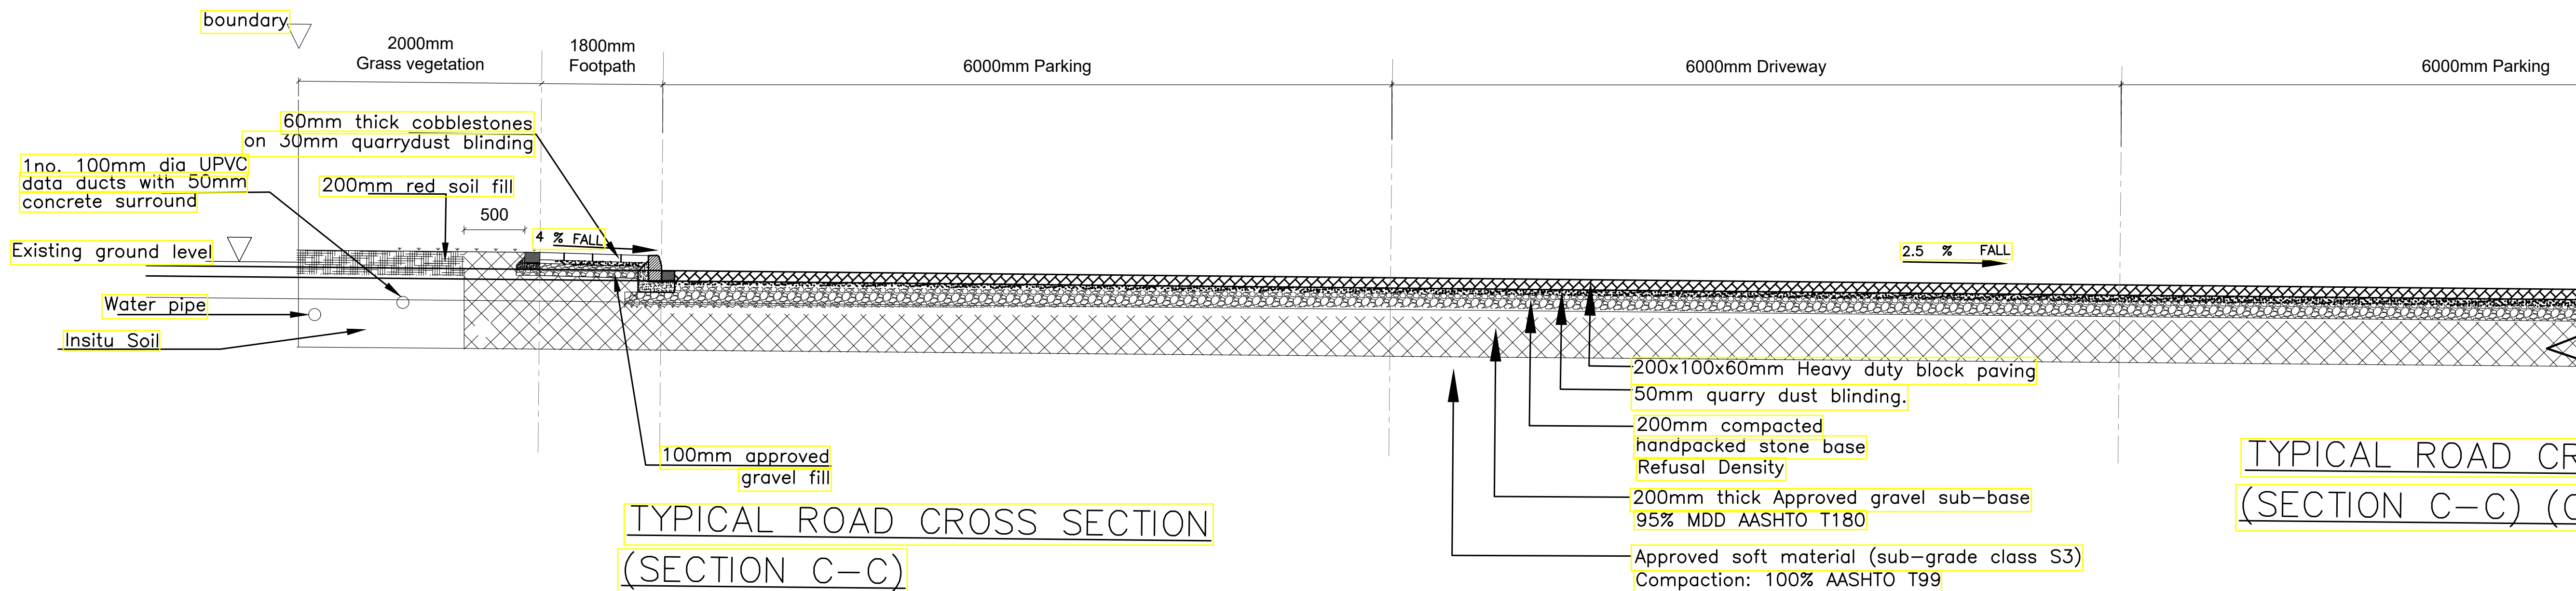 boundary
2000mm
Grass vegetation
1800mm
Footpath
6000mm Parking
6000mm Driveway
6000mm Parking
60mm thick cobblestones
on 30mm quarrydust blinding
1no. 100mm dia UPVC
data ducts with 50mm
concrete surround
200mm red soil fill
500
4 % FALL
Existing ground level
2.5 % FALL
Water pipe
Insitu Soil
200x100x60mm Heavy duty block paving
50mm quarry dust blinding.
200mm compacted
handpacked stone base
Refusal Density
100mm approved
gravel fill
200mm thick Approved gravel sub-base
95% MDD AASHTO T180
Approved soft material (sub-grade class S3)
Compaction: 100% AASHTO T99
TYPICAL ROAD CROSS SECTION
(SECTION C-C)
TYPICAL ROAD
(SECTION C-C)